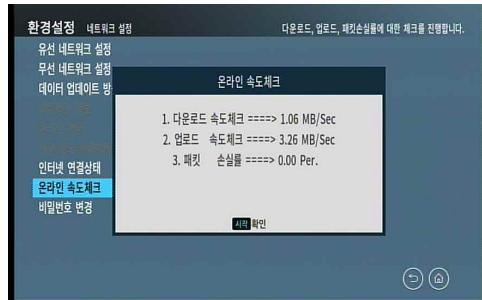 환경설정 네트워크 설정
다운로드, 업로드, 패킷손실률에 대한 체크를 진행합니다.
유선 네트워크 설정
무선 네트워크 설정
데이터 업데이트 방
온라인 속도체크
1. 다운로드 속도체크 ====> 1.06 MB/Sec
2. 업로드 속도체크 ====> 3.26 MB/Sec
3. 패킷 손실률 ====> 0.00 Per.
인터넷 연결상태
온라인 속도체크
비밀번호 변경
시작 확인